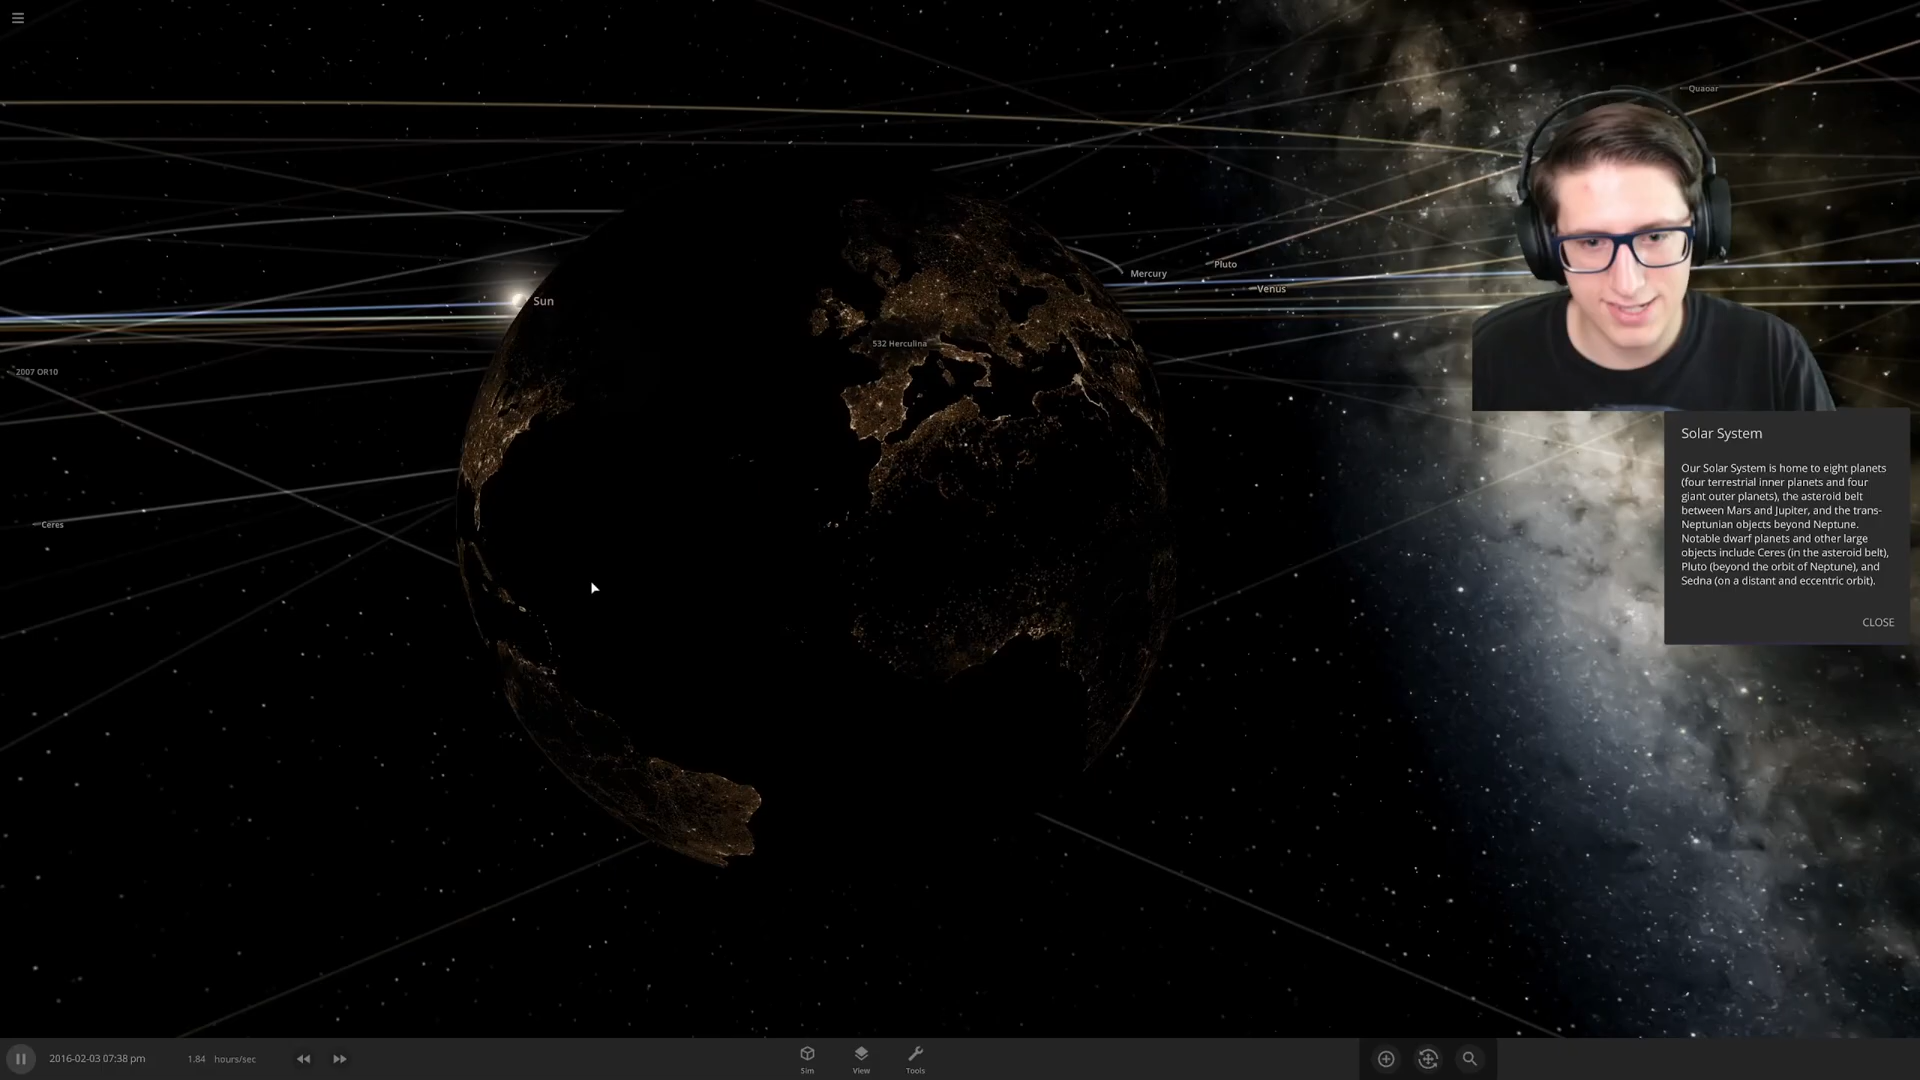 Quaoar
Pluto
Mercury
Venus
Sun
532 Herculina
2007 OR10
Ceres
Solar System
Our Solar System is home to eight planets
(four terrestrial inner planets and four
giant outer planets), the asteroid belt
between Mars and Jupiter, and the trans-
Neptunian objects beyond Neptune.
Notable dwarf planets and other large
objects include Ceres (in the asteroid belt),
Pluto (beyond the orbit of Neptune), and
Sedna (on a distant and eccentric orbit).
CLOSE
2016-02-03 07:38 pm
1.84 hours/sec
Sim
View
Tools